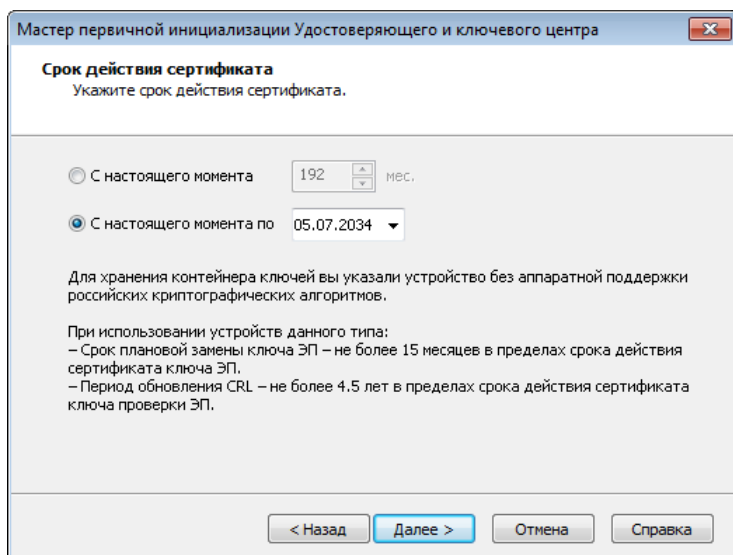 Мастер первичной инициализации Удостоверяющего и ключевого центра
Срок действия сертификата
Укажите срок действия сертификата.
С настоящего момента 192 мес.
С настоящего момента по 05.07.2034
Для хранения контейнера ключей вы указали устройство без аппаратной поддержки
российских криптографических алгоритмов.
При использовании устройств данного типа:
– Срок плановой замены ключа ЭП – не более 15 месяцев в пределах срока действия
сертификата ключа ЭП.
– Период обновления CRL – не более 4.5 лет в пределах срока действия сертификата
ключа проверки ЭП.
< Назад Далее > Отмена Справка